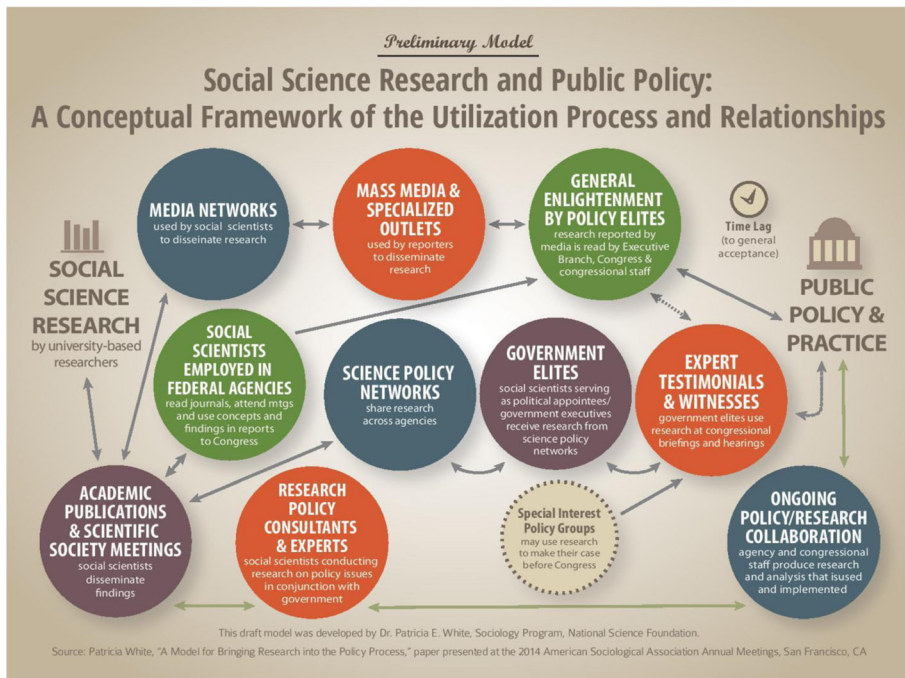 Preliminary Model
Social Science Research and Public Policy:
A Conceptual Framework of the Utilization Process and Relationships
MEDIA NETWORKS
used by social scientists
to disseinate research
MASS MEDIA &
SPECIALIZED
OUTLETS
used by reporters
to disseminate
research
GENERAL
ENLIGHTENMENT
BY POLICY ELITES
research reported by
media is read by Executive
Branch, Congress &
congressional staff
Time Lag
(to general
acceptance)
SOCIAL
SCIENCE
RESEARCH
by university-based
researchers
PUBLIC
POLICY &
PRACTICE
SOCIAL
SCIENTISTS
EMPLOYED IN
FEDERAL AGENCIES
read journals, attend mtgs
and use concepts and
findings in reports
to Congress
SCIENCE POLICY
NETWORKS
share research
across agencies
GOVERNMENT
ELITES
social scientists serving
as political appointees/
government executives
receive research from
science policy
networks
EXPERT
TESTIMONIALS
& WITNESSES
government elites use
research at congressional
briefings and hearings
ACADEMIC
PUBLICATIONS
& SCIENTIFIC
SOCIETY MEETINGS
social scientists
disseminate
findings
RESEARCH
POLICY
CONSULTANTS
& EXPERTS
social scientists conducting
research on policy issues
in conjunction with
government
Special Interest
Policy Groups
may use research
to make their case
before Congress
ONGOING
POLICY/RESEARCH
COLLABORATION
agency and congressional
staff produce research
and analysis that isused
and implemented
This draft model was developed by Dr. Patricia E. White, Sociology Program, National Science Foundation.
Source: Patricia White, "A Model for Bringing Research into the Policy Process," paper presented at the 2014 American Sociological Association Annual Meetings, San Francisco, CA